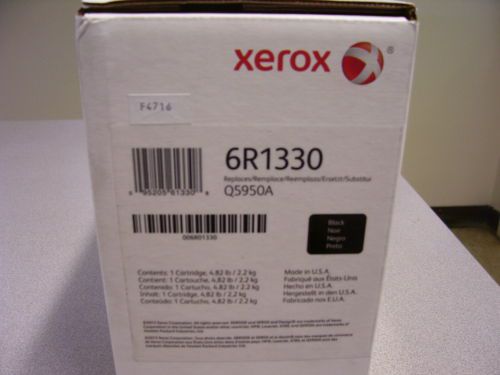 xerox
F4716
6R1330
Replaces/Remplace/Reemplaza/Ersetzt/Substitui
Q5950A
95205 61330
006R01330
Black
Noir
Negro
Preto
Contents: 1 Cartridge, 4.82 lb / 2,2 kg
Contient: 1 Cartouche, 4,82 lb / 2,2 kg
Contenido: 1 Cartucho, 4,82 lb / 2,2 kg
Inhalt: 1 Cartridge, 4,82 lb / 2,2 kg
Conteúdo: 1 Cartucho, 4,82 lb / 2,2 kg
Made in U.S.A.
Fabriqué aux États-Unis
Hecho en U.S.A.
Hergestellt in den U.S.A.
Fabricado nos E.U.A.